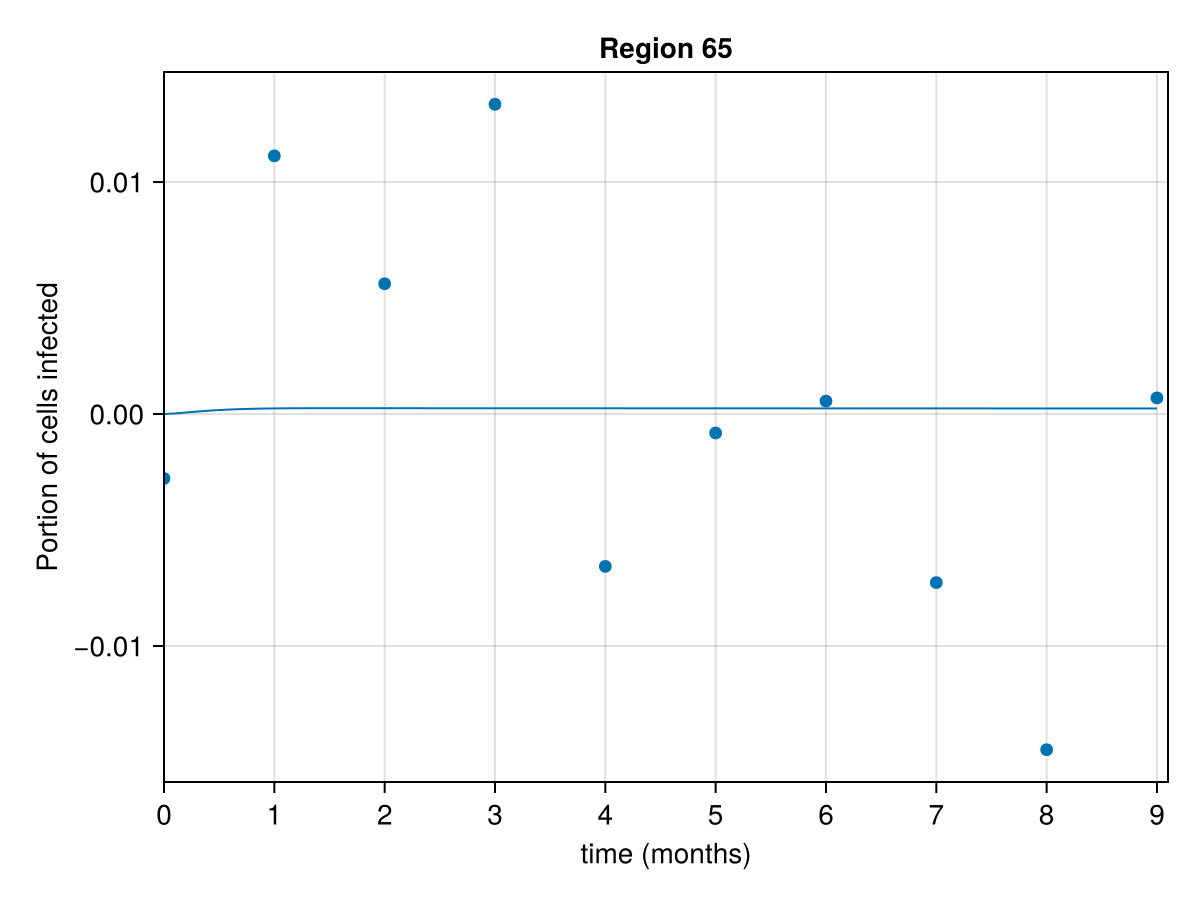 Region 65
Portion of cells infected
0.01
0.00
−0.01
0 1 2 3 4 5 6 7 8 9
time (months)